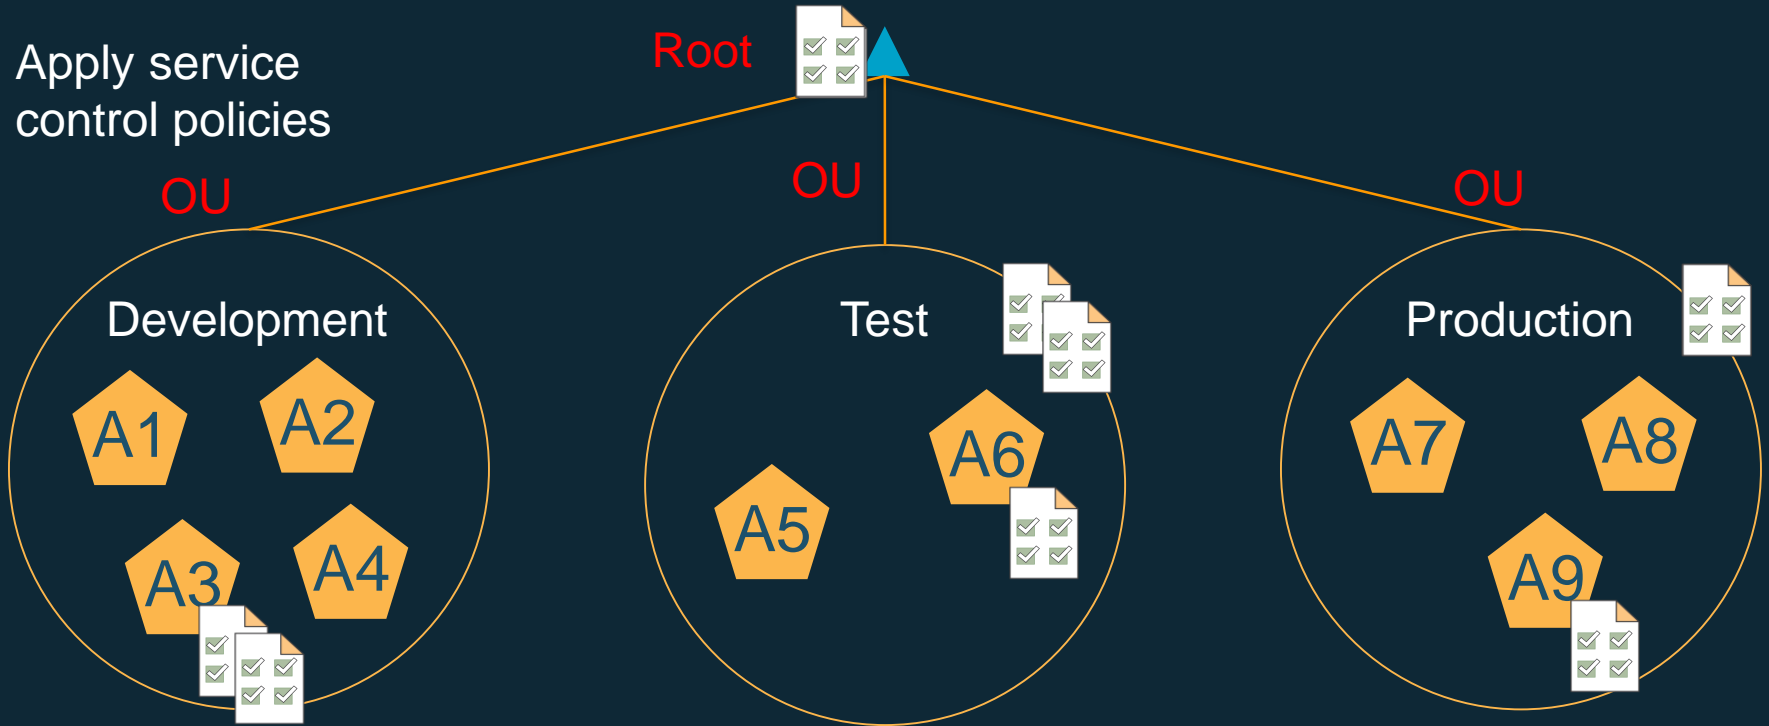 Apply service
control policies
Root
OU
OU
OU
Development
Test
Production
A1
A2
A3
A4
A5
A6
A7
A8
A9